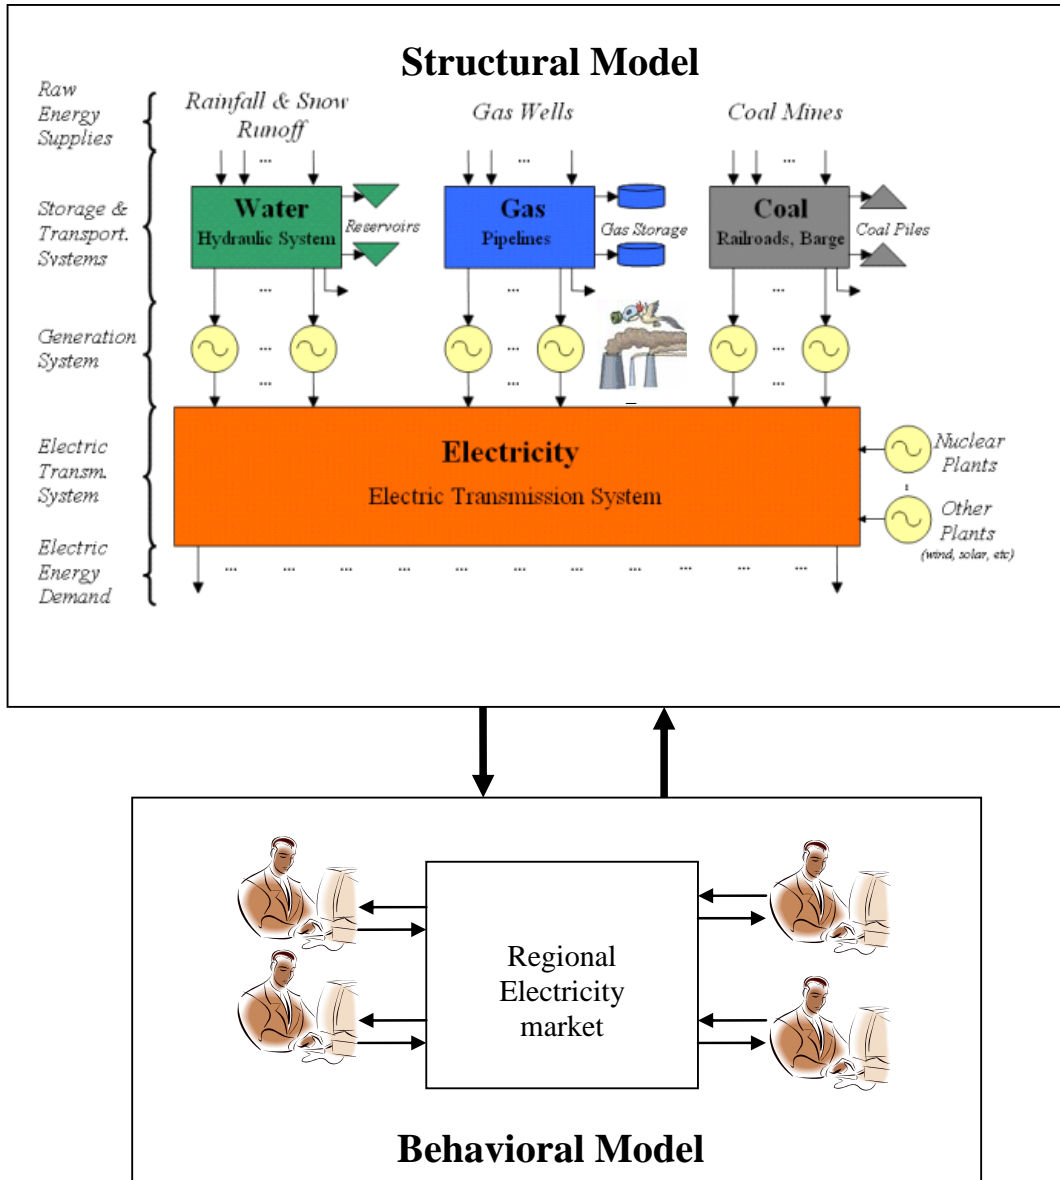 Structural Model
Raw
Energy
Supplies
Rainfall & Snow
Runoff
Gas Wells
Coal Mines
...
...
...
Storage &
Transport.
Systems
Water
Hydraulic System
Reservoirs
Gas
Pipelines
Gas Storage
Coal
Railroads, Barge
Coal Piles
...
...
...
Generation
System
...
...
...
...
...
...
Electric
Transm.
System
Electricity
Electric Transmission System
Nuclear
Plants
Other
Plants
(wind, solar, etc)
Electric
Energy
Demand
... ... ... ... ... ... ... ... ... ... ...
Regional
Electricity
market
Behavioral Model